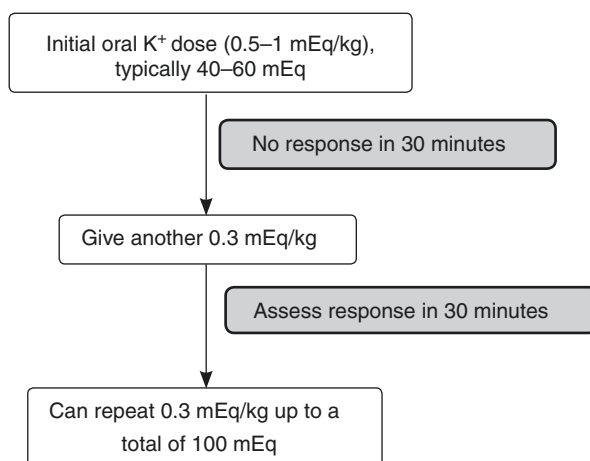 Initial oral K⁺ dose (0.5–1 mEq/kg),
typically 40–60 mEq
No response in 30 minutes
Give another 0.3 mEq/kg
Assess response in 30 minutes
Can repeat 0.3 mEq/kg up to a
total of 100 mEq